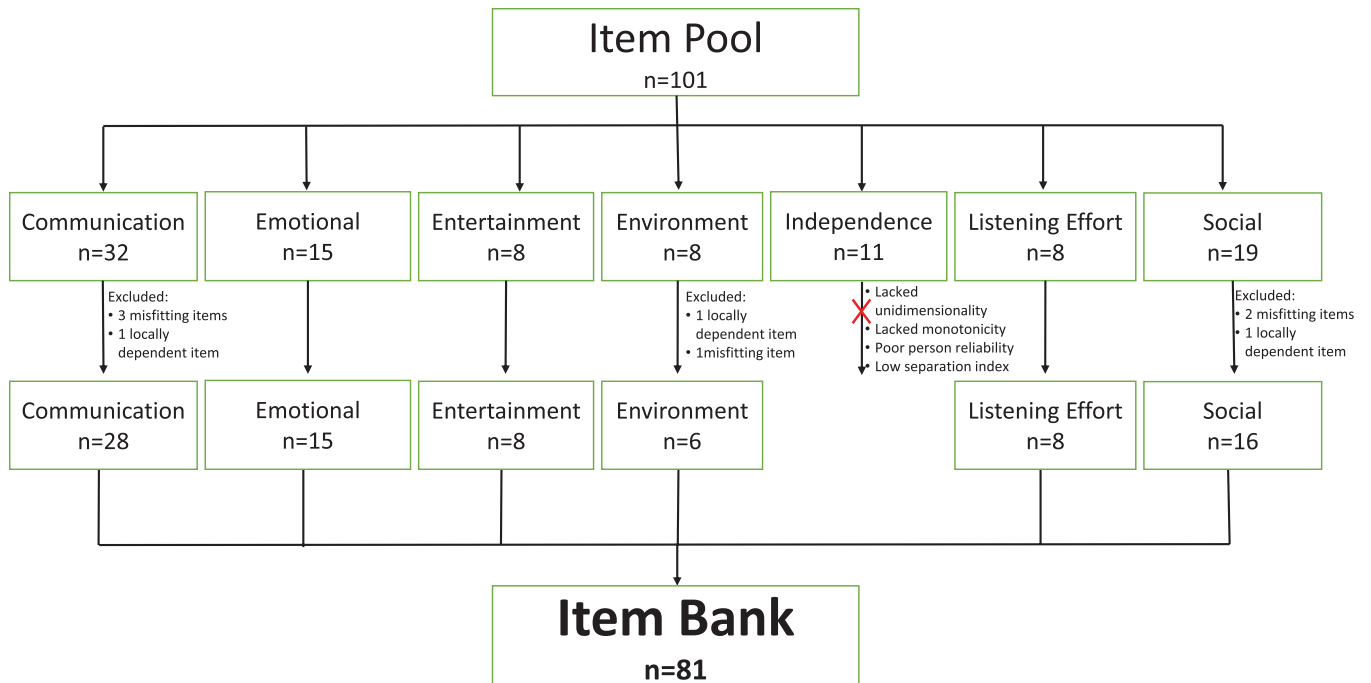 Item Pool
n=101
Communication
n=32
Emotional
n=15
Entertainment
n=8
Environment
n=8
Independence
n=11
Listening Effort
n=8
Social
n=19
Excluded:
• 3 misfitting items
• 1 locally
dependent item
Excluded:
• 1 locally
dependent item
• 1misfitting item
• Lacked
unidimensionality
• Lacked monotonicity
• Poor person reliability
• Low separation index
Excluded:
• 2 misfitting items
• 1 locally
dependent item
Communication
n=28
Emotional
n=15
Entertainment
n=8
Environment
n=6
Listening Effort
n=8
Social
n=16
Item Bank
n=81